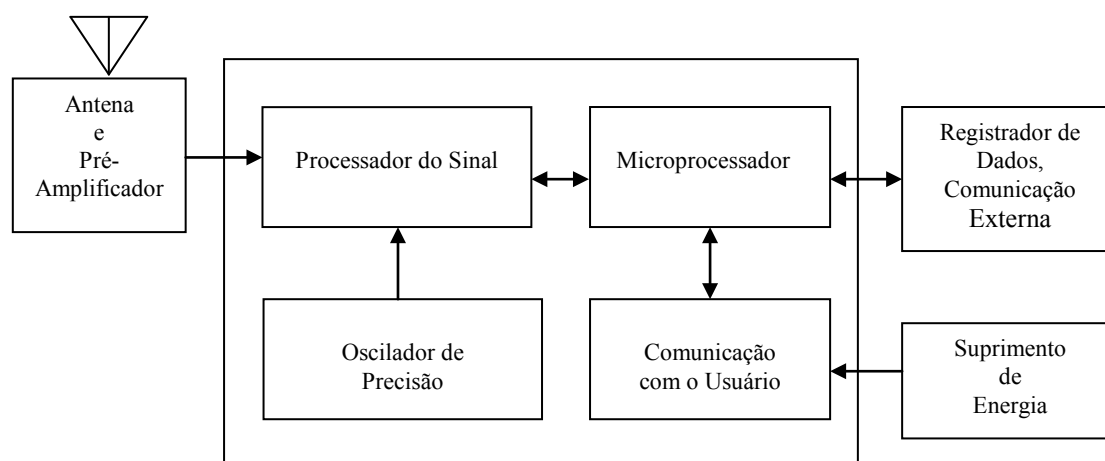 Antena
e
Pré-
Amplificador
Processador do Sinal
Microprocessador
Registrador de
Dados,
Comunicação
Externa
Oscilador de
Precisão
Comunicação
com o Usuário
Suprimento
de
Energia